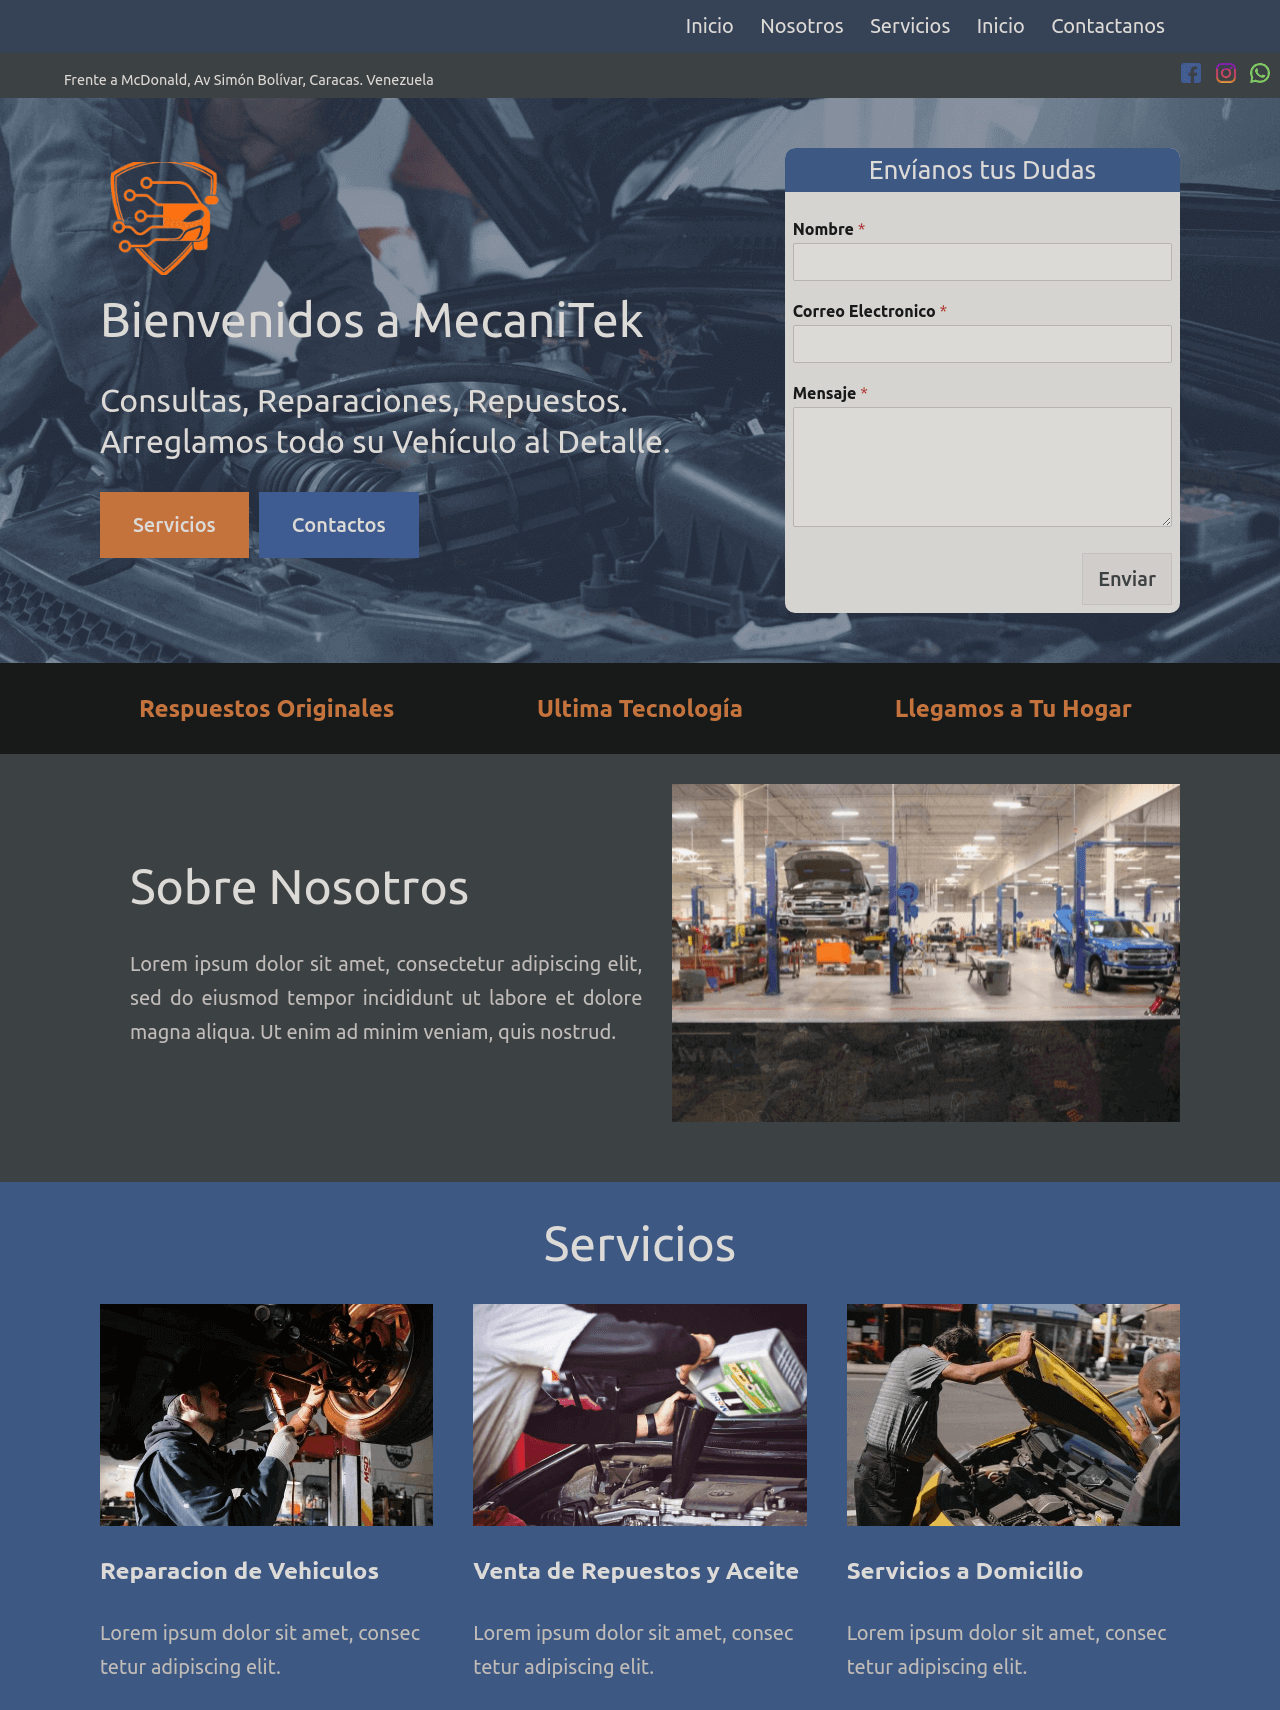 Inicio Nosotros Servicios Inicio Contactanos
Frente a McDonald, Av Simón Bolívar, Caracas. Venezuela
Bienvenidos a MecaniTek
Consultas, Reparaciones, Repuestos.
Arreglamos todo su Vehículo al Detalle.
Servicios Contactos
Envíanos tus Dudas
Nombre *
Correo Electronico *
Mensaje *
Enviar
Respuestos Originales Ultima Tecnología Llegamos a Tu Hogar
Sobre Nosotros
Lorem ipsum dolor sit amet, consectetur adipiscing elit,
sed do eiusmod tempor incididunt ut labore et dolore
magna aliqua. Ut enim ad minim veniam, quis nostrud.
Servicios
Reparacion de Vehiculos
Lorem ipsum dolor sit amet, consec
tetur adipiscing elit.
Venta de Repuestos y Aceite
Lorem ipsum dolor sit amet, consec
tetur adipiscing elit.
Servicios a Domicilio
Lorem ipsum dolor sit amet, consec
tetur adipiscing elit.